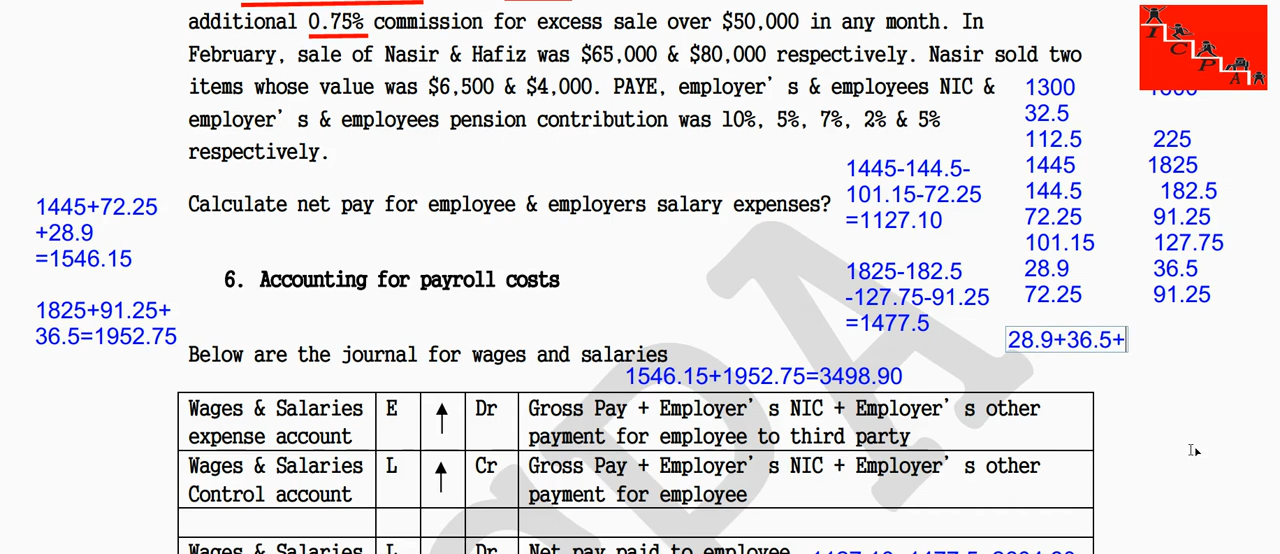 additional 0.75% commission for excess sale over $50,000 in any month. In
February, sale of Nasir & Hafiz was $65,000 & $80,000 respectively. Nasir sold two
items whose value was $6,500 & $4,000. PAYE, employer's & employees NIC &
employer's & employees pension contribution was 10%, 5%, 7%, 2% & 5%
respectively.
Calculate net pay for employee & employers salary expenses?
I
C
P
A
1300
32.5
112.5 225
1445 1825
144.5 182.5
72.25 91.25
101.15 127.75
28.9 36.5
72.25 91.25
1445-144.5-
101.15-72.25
=1127.10
1825-182.5
-127.75-91.25
=1477.5
1445+72.25
+28.9
=1546.15
1825+91.25+
36.5=1952.75
28.9+36.5+
6. Accounting for payroll costs
Below are the journal for wages and salaries
1546.15+1952.75=3498.90
Wages & Salaries expense account E ↑ Dr Gross Pay + Employer's NIC + Employer's other
payment for employee to third party
Wages & Salaries Control account L ↑ Cr Gross Pay + Employer's NIC + Employer's other
payment for employee
Wages & Salaries L Dr Net pay paid to employee